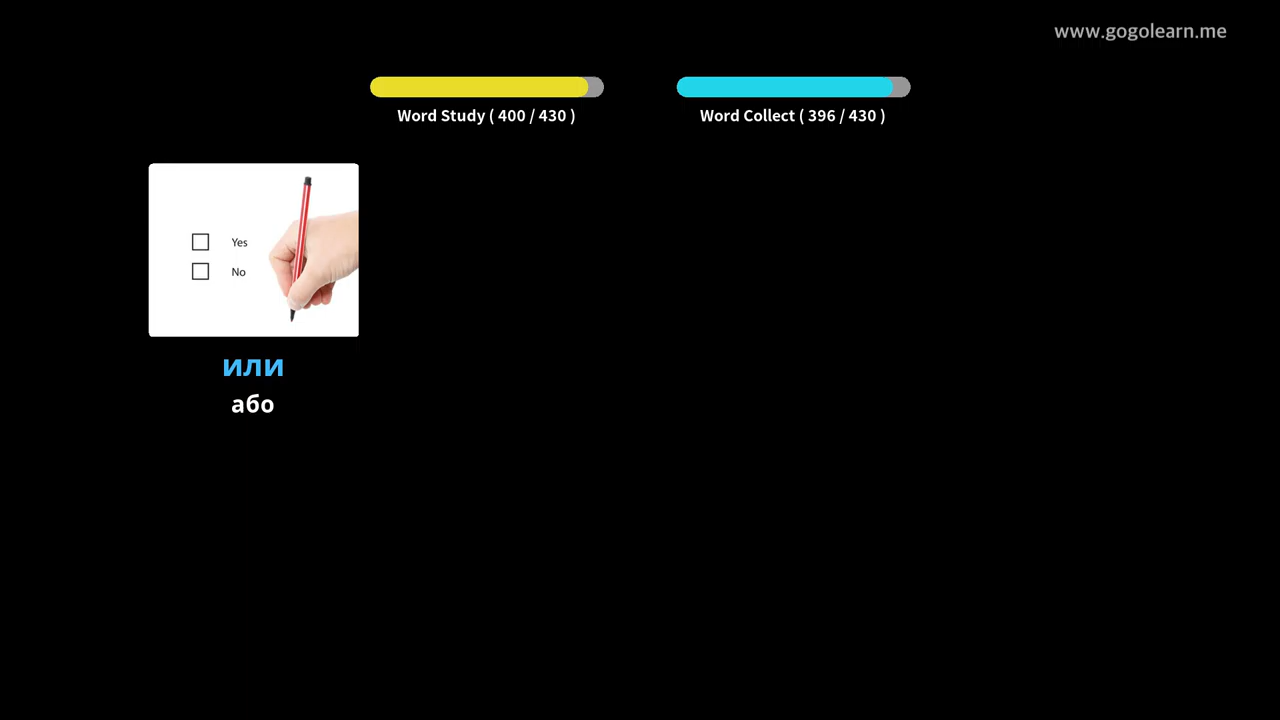 www.gogolearn.me
Word Study ( 400 / 430 )
Word Collect ( 396 / 430 )
Yes
No
или
або